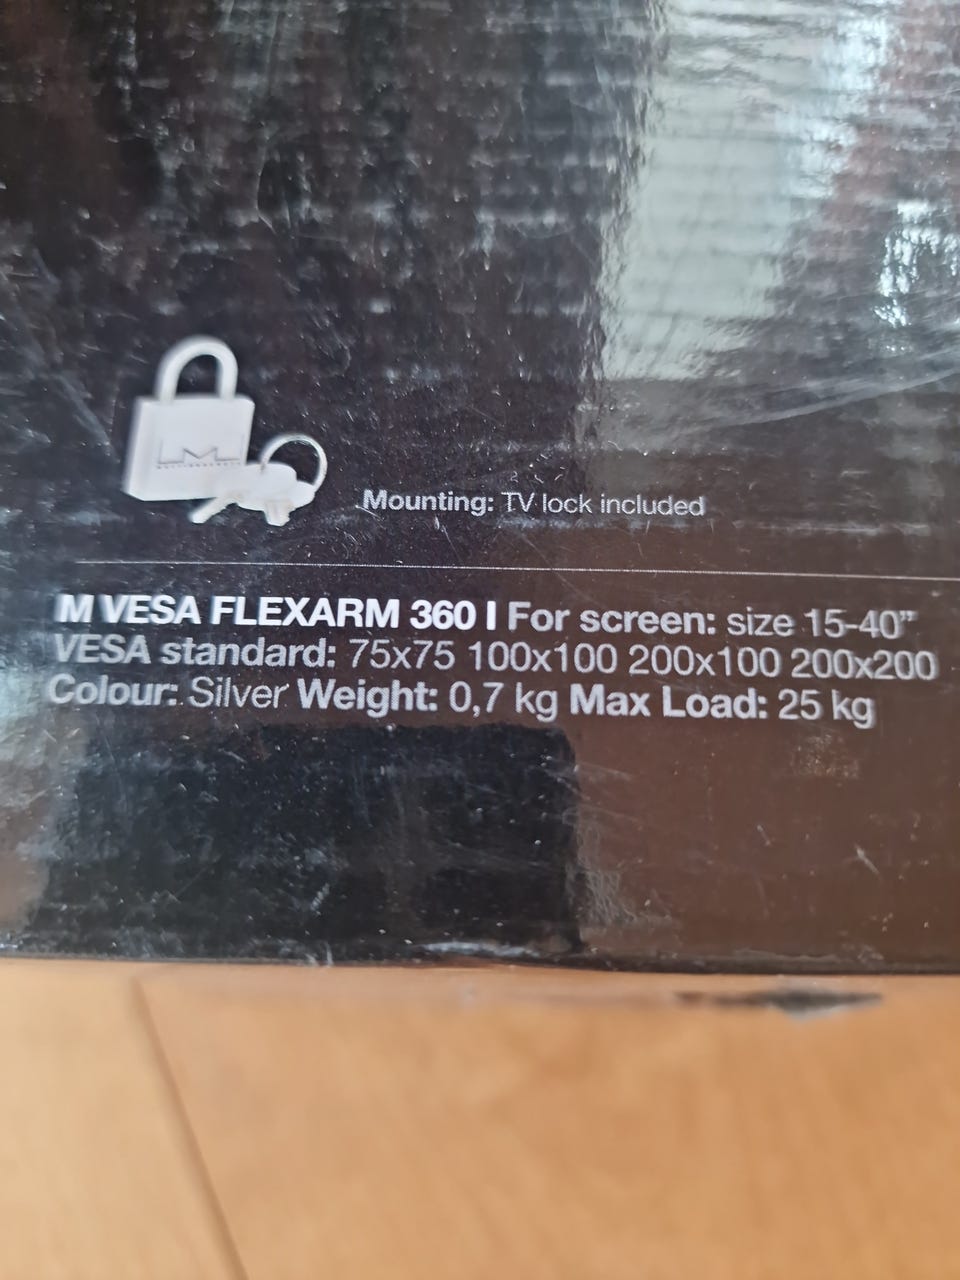 Mounting: TV lock included
M VESA FLEXARM 360 I For screen: size 15-40”
VESA standard: 75x75 100x100 200x100 200x200
Colour: Silver Weight: 0,7 kg Max Load: 25 kg